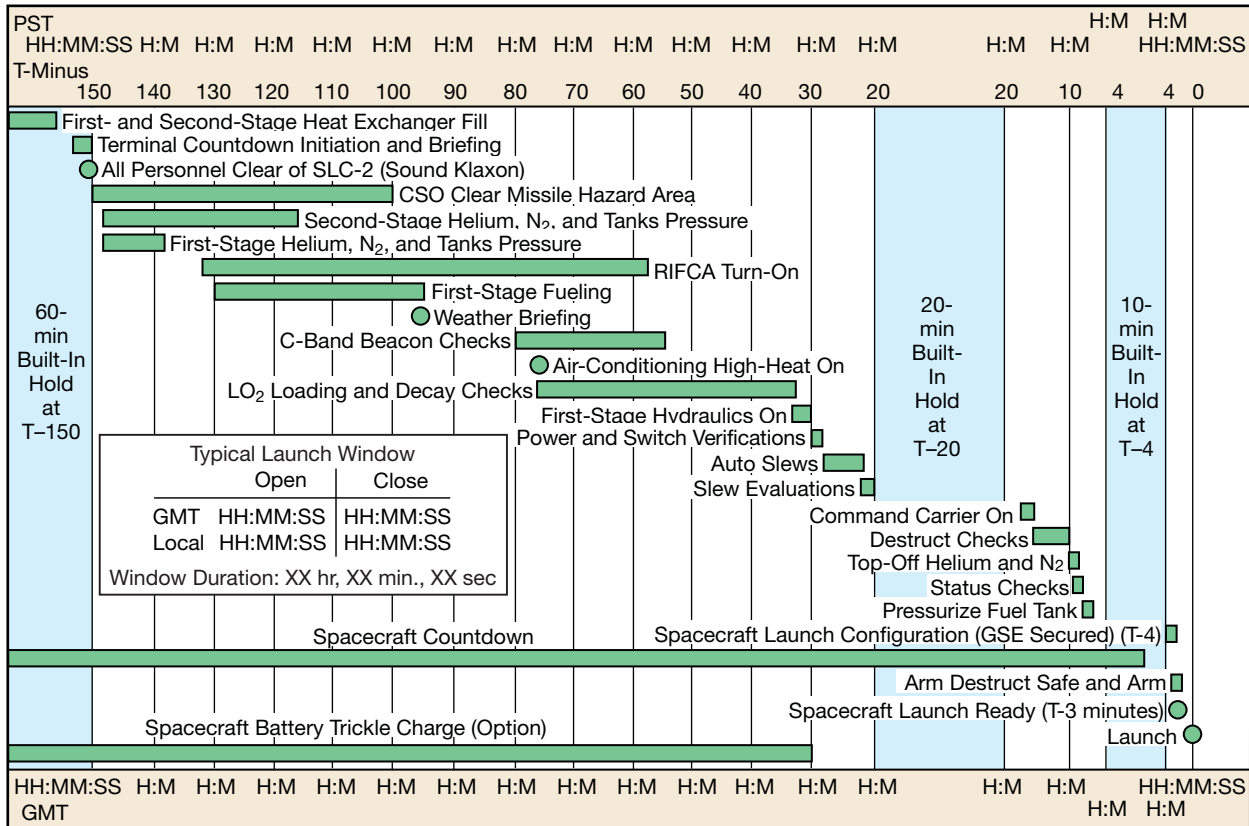 PST
H:M H:M
HH:MM:SS H:M H:M H:M H:M H:M H:M H:M H:M H:M H:M H:M H:M H:M H:M H:M HH:MM:SS
T-Minus
150 140 130 120 110 100 90 80 70 60 50 40 30 20 20 10 4 4 0
First- and Second-Stage Heat Exchanger Fill
Terminal Countdown Initiation and Briefing
All Personnel Clear of SLC-2 (Sound Klaxon)
CSO Clear Missile Hazard Area
Second-Stage Helium, N2, and Tanks Pressure
First-Stage Helium, N2, and Tanks Pressure
RIFCA Turn-On
First-Stage Fueling
Weather Briefing
C-Band Beacon Checks
Air-Conditioning High-Heat On
LO2 Loading and Decay Checks
First-Stage Hydraulics On
Power and Switch Verifications
Auto Slews
Slew Evaluations
Command Carrier On
Destruct Checks
Top-Off Helium and N2
Status Checks
Pressurize Fuel Tank
Spacecraft Countdown
Spacecraft Launch Configuration (GSE Secured) (T-4)
Arm Destruct Safe and Arm
Spacecraft Launch Ready (T-3 minutes)
Spacecraft Battery Trickle Charge (Option)
Launch
60-
min
Built-In
Hold
at
T–150
20-
min
Built-
In
Hold
at
T–20
10-
min
Built-
In
Hold
at
T–4
Typical Launch Window
Open Close
GMT HH:MM:SS HH:MM:SS
Local HH:MM:SS HH:MM:SS
Window Duration: XX hr, XX min., XX sec
HH:MM:SS H:M H:M H:M H:M H:M H:M H:M H:M H:M H:M H:M H:M H:M H:M H:M HH:MM:SS
GMT H:M H:M